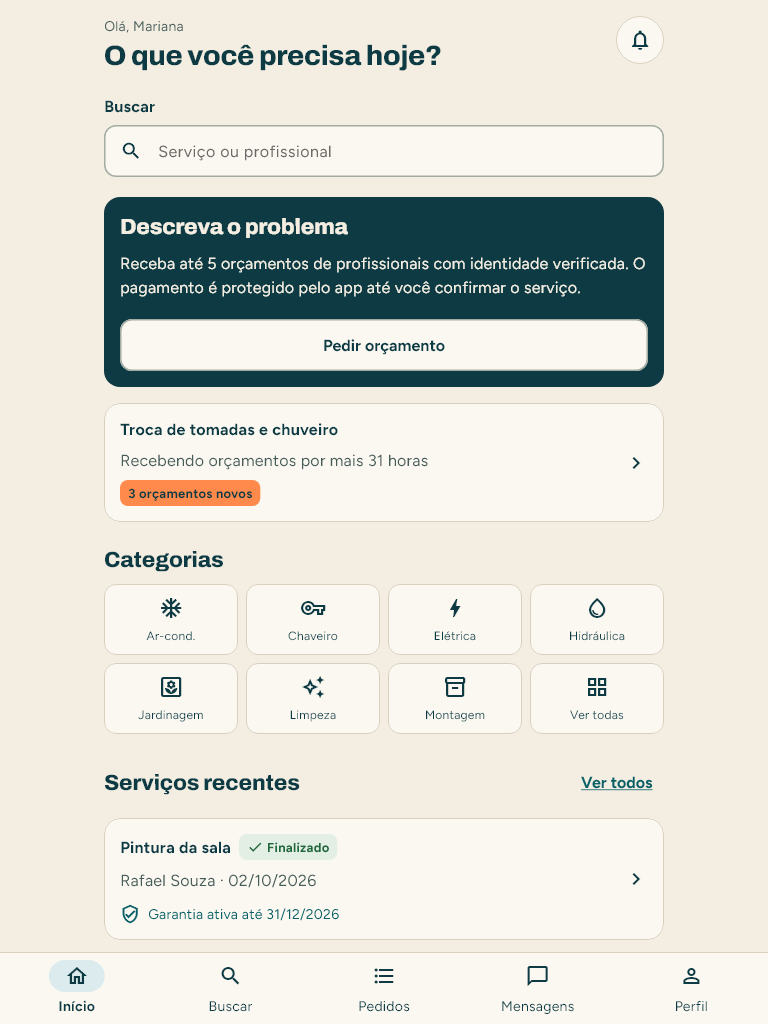 Olá, Mariana
O que você precisa hoje?
Buscar
Serviço ou profissional
Descreva o problema
Receba até 5 orçamentos de profissionais com identidade verificada. O
pagamento é protegido pelo app até você confirmar o serviço.
Pedir orçamento
Troca de tomadas e chuveiro
Recebendo orçamentos por mais 31 horas
3 orçamentos novos
Categorias
Ar-cond.
Chaveiro
Elétrica
Hidráulica
Jardinagem
Limpeza
Montagem
Ver todas
Serviços recentes
Ver todos
Pintura da sala
Finalizado
Rafael Souza · 02/10/2026
Garantia ativa até 31/12/2026
Início
Buscar
Pedidos
Mensagens
Perfil